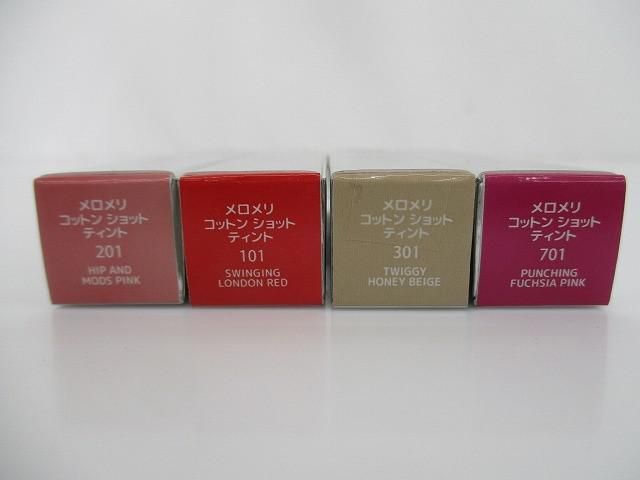 メロメリ
コットン ショット
ティント
201
HIP AND
MODS PINK
メロメリ
コットン ショット
ティント
101
SWINGING
LONDON RED
メロメリ
コットン ショット
ティント
301
TWIGGY
HONEY BEIGE
メロメリ
コットン ショット
ティント
701
PUNCHING
FUCHSIA PINK